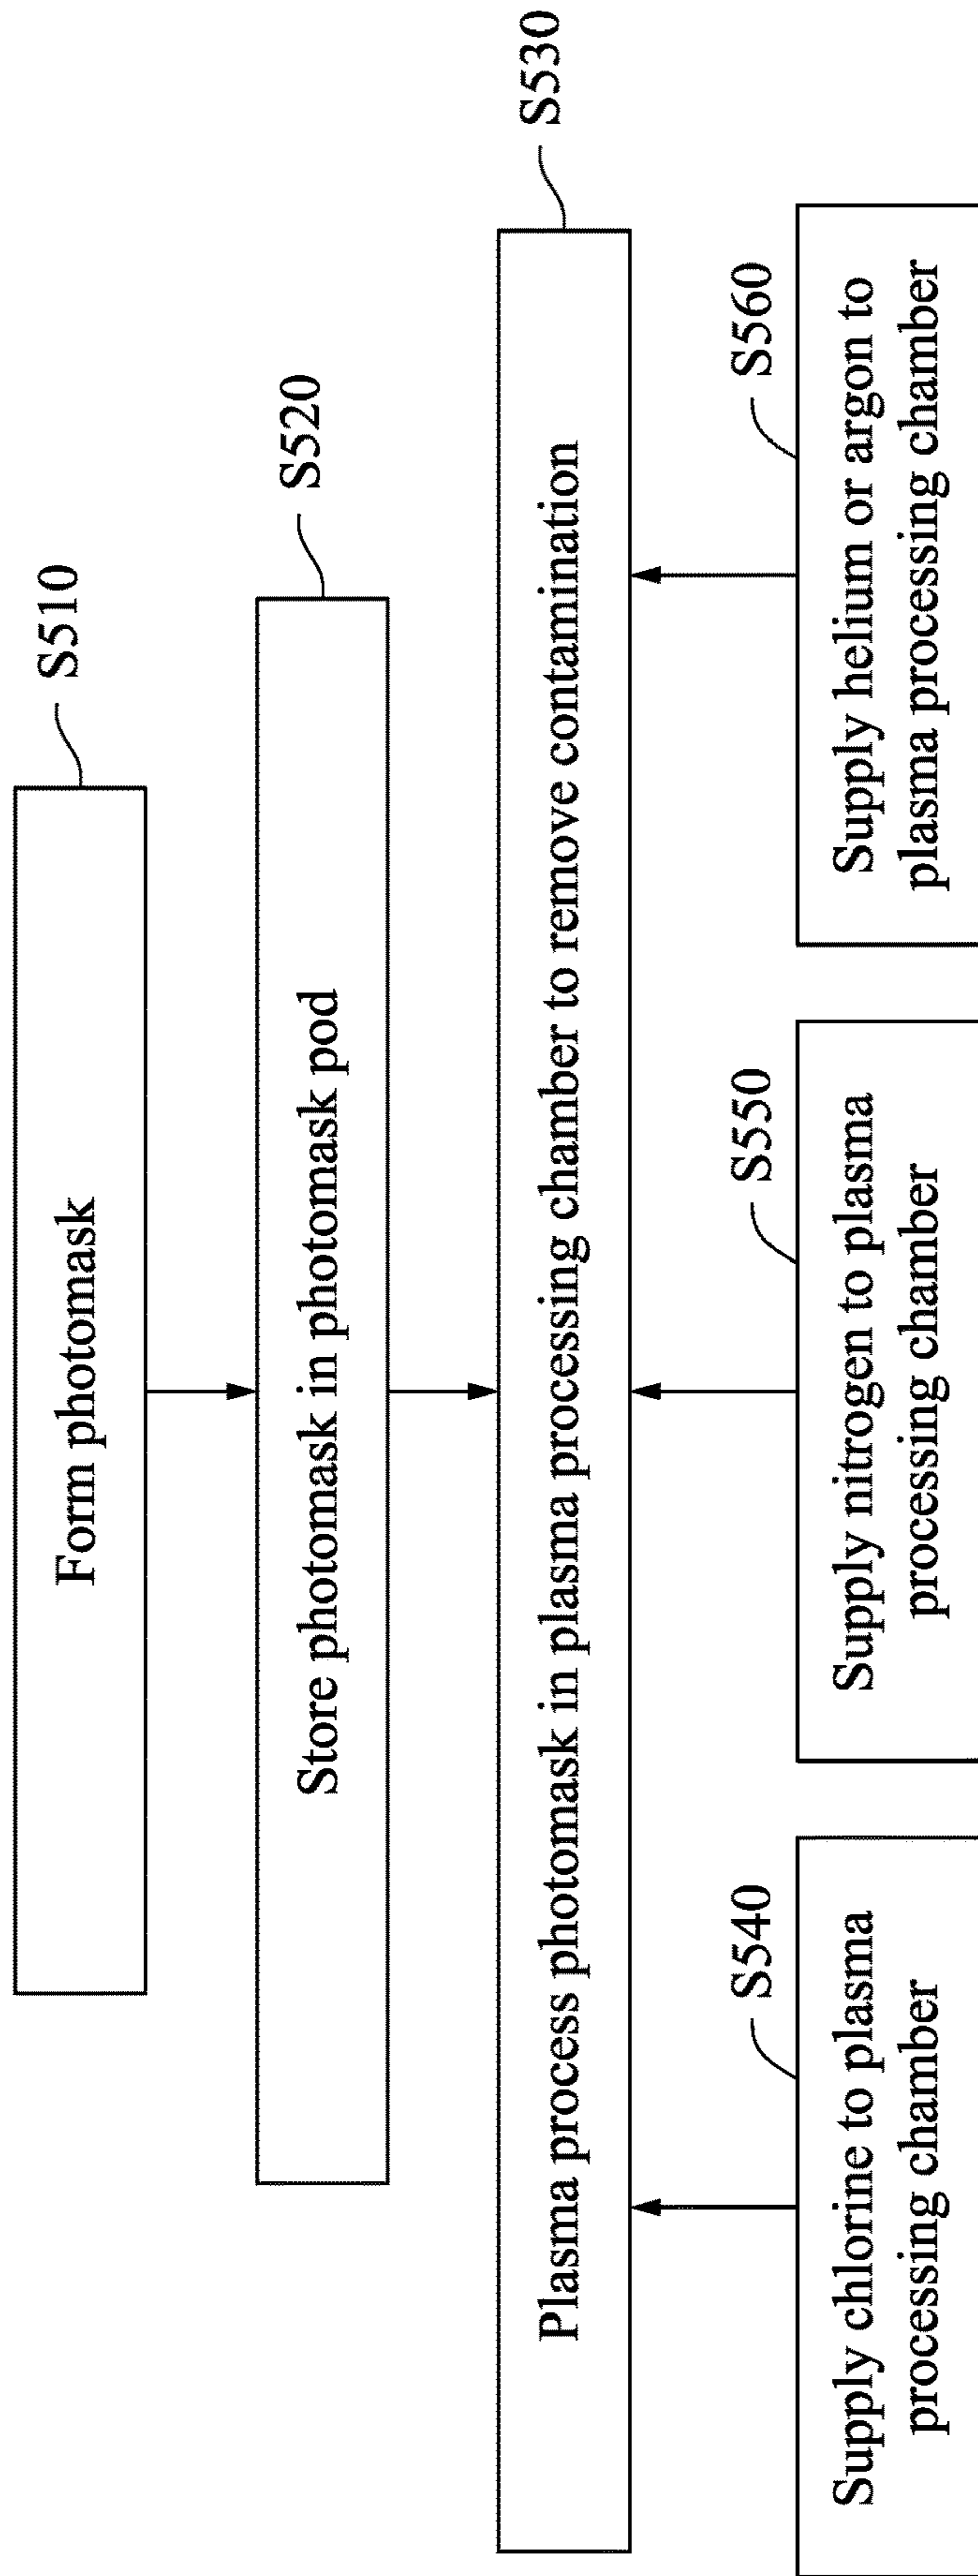 Form photomask
S510
Store photomask in photomask pod
S520
Plasma process photomask in plasma processing chamber to remove contamination
S530
S540
Supply chlorine to plasma
processing chamber
S550
Supply nitrogen to plasma
processing chamber
S560
Supply helium or argon to
plasma processing chamber